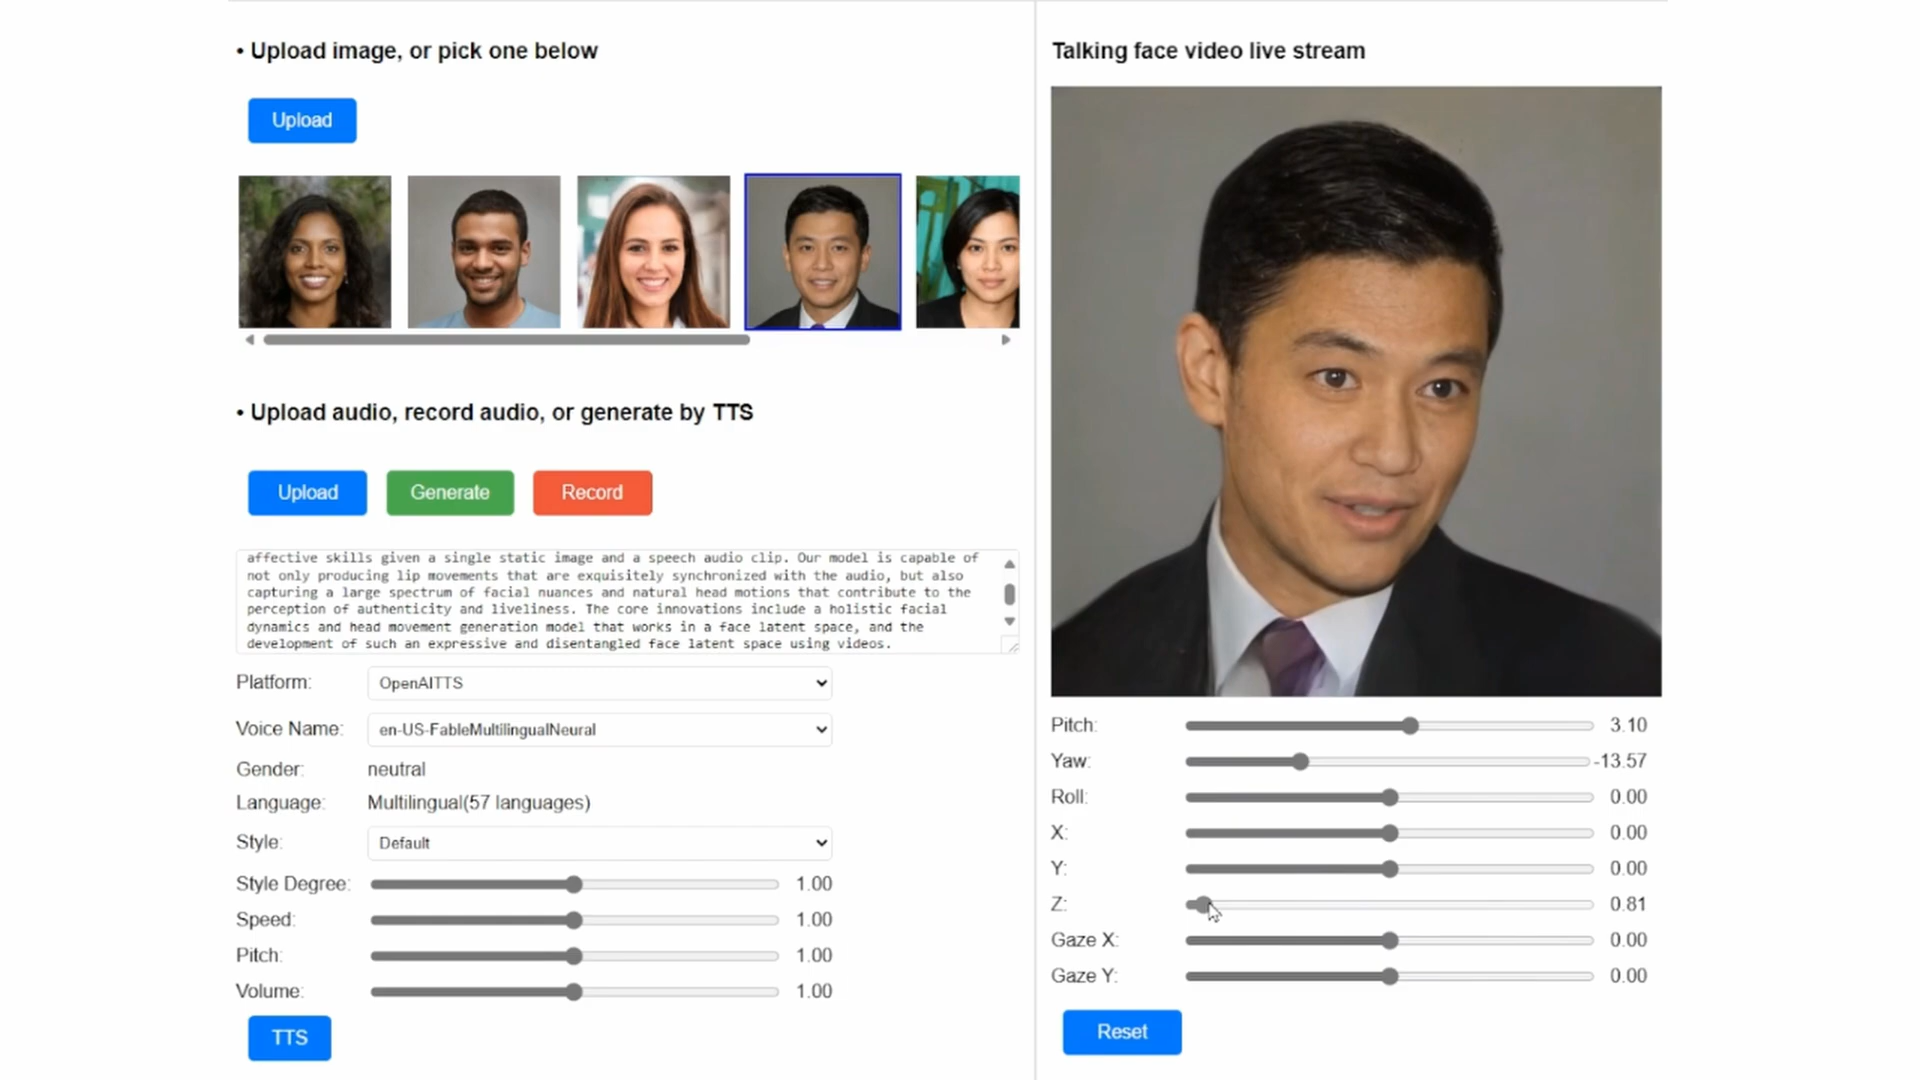 • Upload image, or pick one below
Upload
• Upload audio, record audio, or generate by TTS
Upload Generate Record
affective skills given a single static image and a speech audio clip. Our model is capable of
not only producing lip movements that are exquisitely synchronized with the audio, but also
capturing a large spectrum of facial nuances and natural head motions that contribute to the
perception of authenticity and liveliness. The core innovations include a holistic facial
dynamics and head movement generation model that works in a face latent space, and the
development of such an expressive and disentangled face latent space using videos.
Platform: OpenAITTS
Voice Name: en-US-FableMultilingualNeural
Gender: neutral
Language: Multilingual(57 languages)
Style: Default
Style Degree: 1.00
Speed: 1.00
Pitch: 1.00
Volume: 1.00
TTS
Talking face video live stream
Pitch: 3.10
Yaw: -13.57
Roll: 0.00
X: 0.00
Y: 0.00
Z: 0.81
Gaze X: 0.00
Gaze Y: 0.00
Reset